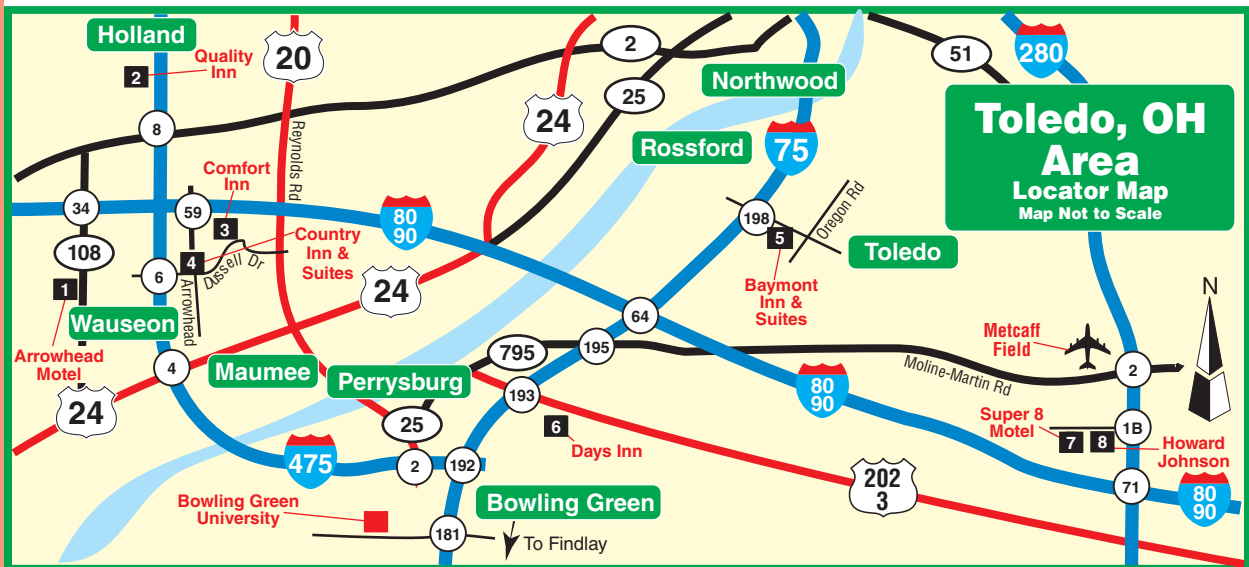 Holland
Quality
Inn
2
20
2
25
24
Northwood
51
280
Toledo, OH
Area
Locator Map
Map Not to Scale
8
Reynolds Rd
Rossford
75
Comfort
Inn
34
59
3
80
90
198
Oregon Rd
5
Toledo
108
4
Country
Inn &
Suites
Dussell Dr
6
Arrowhead
24
Baymont
Inn &
Suites
N
1
Wauseon
64
Arrowhead
Motel
4
Maumee
Perrysburg
795
195
Metcaff
Field
Moline-Martin Rd
2
24
193
80
90
25
6
Days Inn
Super 8
Motel
7
8
1B
Howard
Johnson
475
2
192
202
3
71
80
90
Bowling Green
University
Bowling Green
181
To Findlay